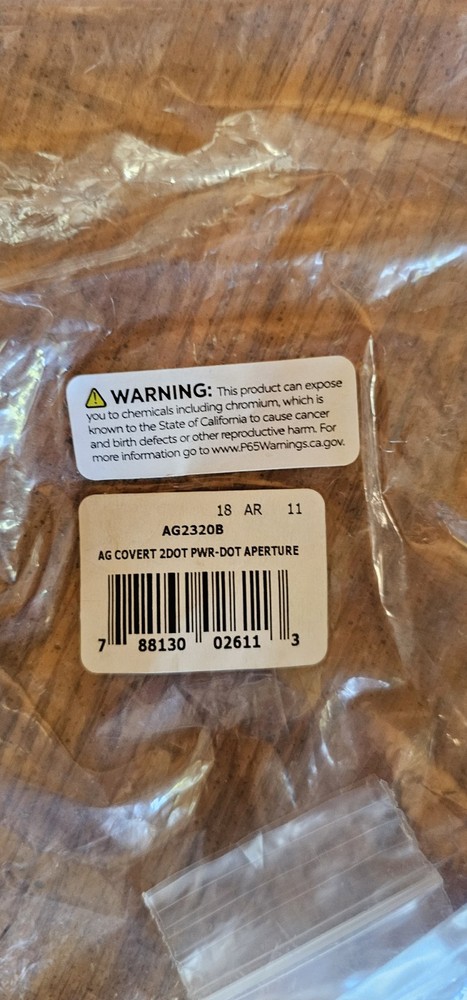 WARNING: This product can expose
you to chemicals including chromium, which is
known to the State of California to cause cancer
and birth defects or other reproductive harm. For
more information go to www.P65Warnings.ca.gov.
18 AR 11
AG2320B
AG COVERT 2DOT PWR-DOT APERTURE
7 88130 02611 3